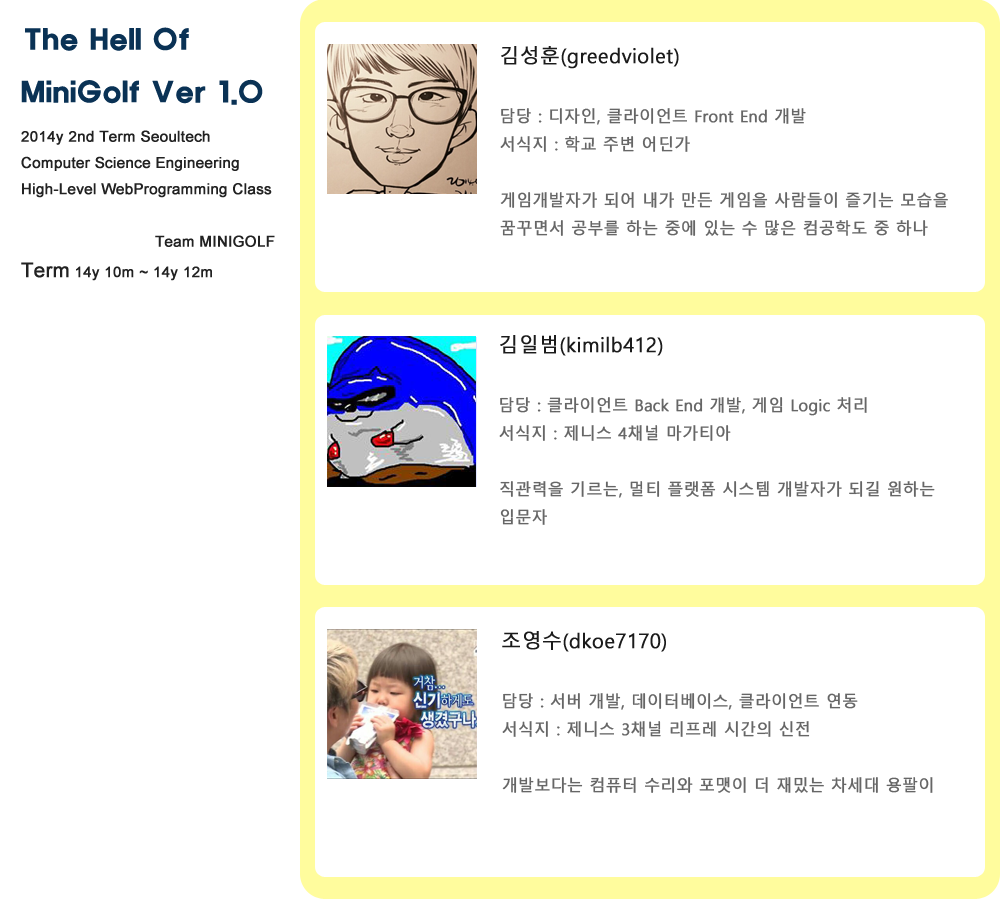 The Hell Of
MiniGolf Ver 1.0
2014y 2nd Term Seoultech
Computer Science Engineering
High-Level WebProgramming Class
Team MINIGOLF
Term 14y 10m ~ 14y 12m
김성훈(greedviolet)
담당 : 디자인, 클라이언트 Front End 개발
서식지 : 학교 주변 어딘가
게임개발자가 되어 내가 만든 게임을 사람들이 즐기는 모습을
꿈꾸면서 공부를 하는 중에 있는 수 많은 컴공학도 중 하나
김일범(kimilb412)
담당 : 클라이언트 Back End 개발, 게임 Logic 처리
서식지 : 제니스 4채널 마가티아
직관력을 기르는, 멀티 플랫폼 시스템 개발자가 되길 원하는
입문자
거참...
신기하게도
생겼구나
조영수(dkoe7170)
담당 : 서버 개발, 데이터베이스, 클라이언트 연동
서식지 : 제니스 3채널 리프레 시간의 신전
개발보다는 컴퓨터 수리와 포맷이 더 재밌는 차세대 용팔이